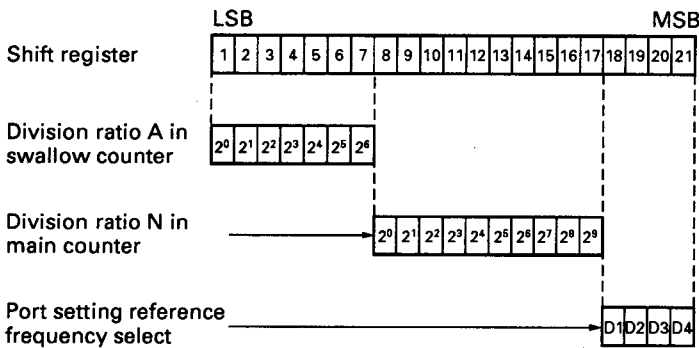 LSB MSB
Shift register 1 2 3 4 5 6 7 8 9 10 11 12 13 14 15 16 17 18 19 20 21
Division ratio A in
swallow counter
2⁰ 2¹ 2² 2³ 2⁴ 2⁵ 2⁶
Division ratio N in
main counter
2⁰ 2¹ 2² 2³ 2⁴ 2⁵ 2⁶ 2⁷ 2⁸ 2⁹
Port setting reference
frequency select
D1 D2 D3 D4